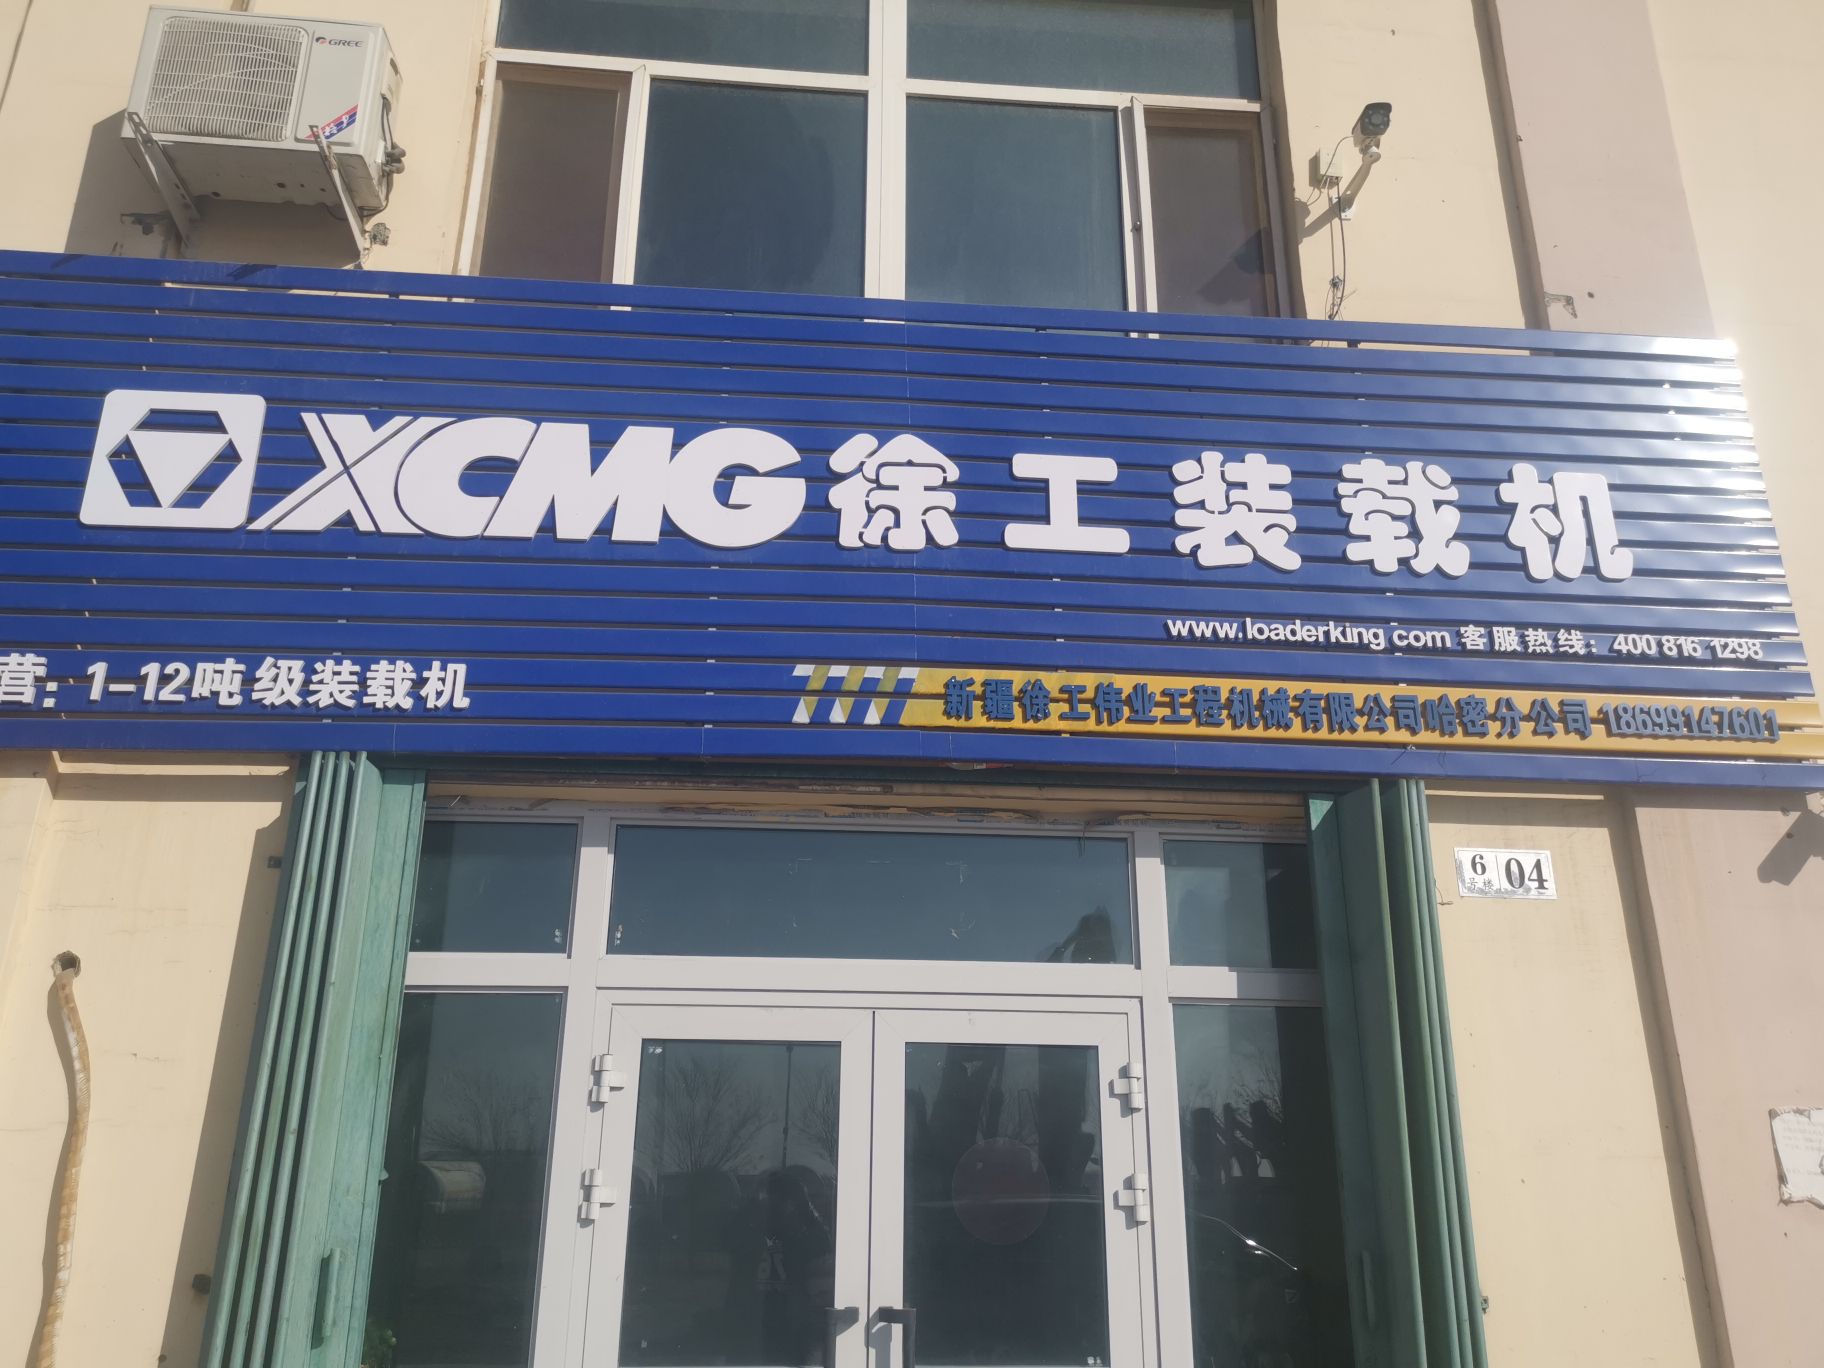 GREE
XCMG 徐工装载机
www.loaderking.com 客服热线：400 816 1298
营：1-12吨级装载机
新疆徐工伟业工程机械有限公司哈密分公司 18699147601
6号楼 04